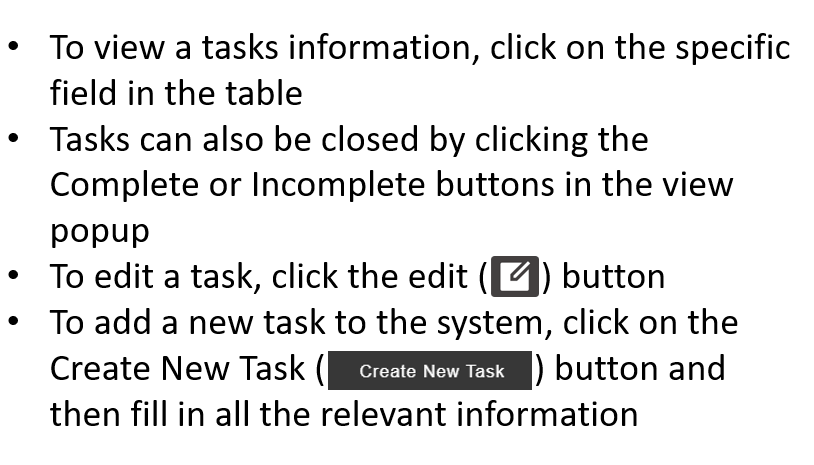 • To view a tasks information, click on the specific
field in the table
• Tasks can also be closed by clicking the
Complete or Incomplete buttons in the view
popup
• To edit a task, click the edit ( ) button
• To add a new task to the system, click on the
Create New Task ( Create New Task ) button and
then fill in all the relevant information